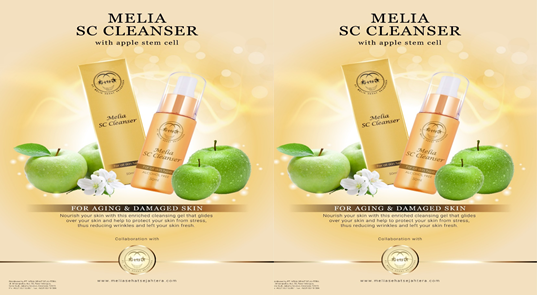 MELIA
SC CLEANSER
with apple stem cell
Melia
SC Cleanser
Melia
SC Cleanser
FOR AGING & DAMAGED SKIN
Nourish your skin with this enriched cleansing gel that glides
over your skin and help to protect your skin from stress,
thus reducing wrinkles and left your skin fresh.
Collaboration with
www.meliasehatsejahtera.com
MELIA
SC CLEANSER
with apple stem cell
Melia
SC Cleanser
Melia
SC Cleanser
FOR AGING & DAMAGED SKIN
Nourish your skin with this enriched cleansing gel that glides
over your skin and help to protect your skin from stress,
thus reducing wrinkles and left your skin fresh.
Collaboration with
www.meliasehatsejahtera.com